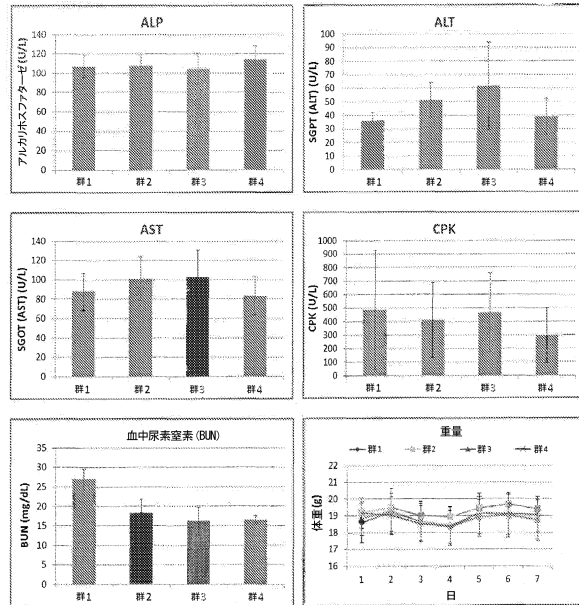 ALP
アルカリホスファターゼ(U/L)
140
120
100
80
60
40
20
0
群1 群2 群3 群4
ALT
SGPT (ALT) (U/L)
100
90
80
70
60
50
40
30
20
10
0
群1 群2 群3 群4
AST
SGOT (AST) (U/L)
140
120
100
80
60
40
20
0
群1 群2 群3 群4
CPK
CPK (U/L)
1000
900
800
700
600
500
400
300
200
100
0
群1 群2 群3 群4
血中尿素窒素 (BUN)
BUN (mg/dL)
35
30
25
20
15
10
5
0
群1 群2 群3 群4
重量
群1 群2 群3 群4
体重 (g)
22
21
20
19
18
17
16
1 2 3 4 5 6 7
日